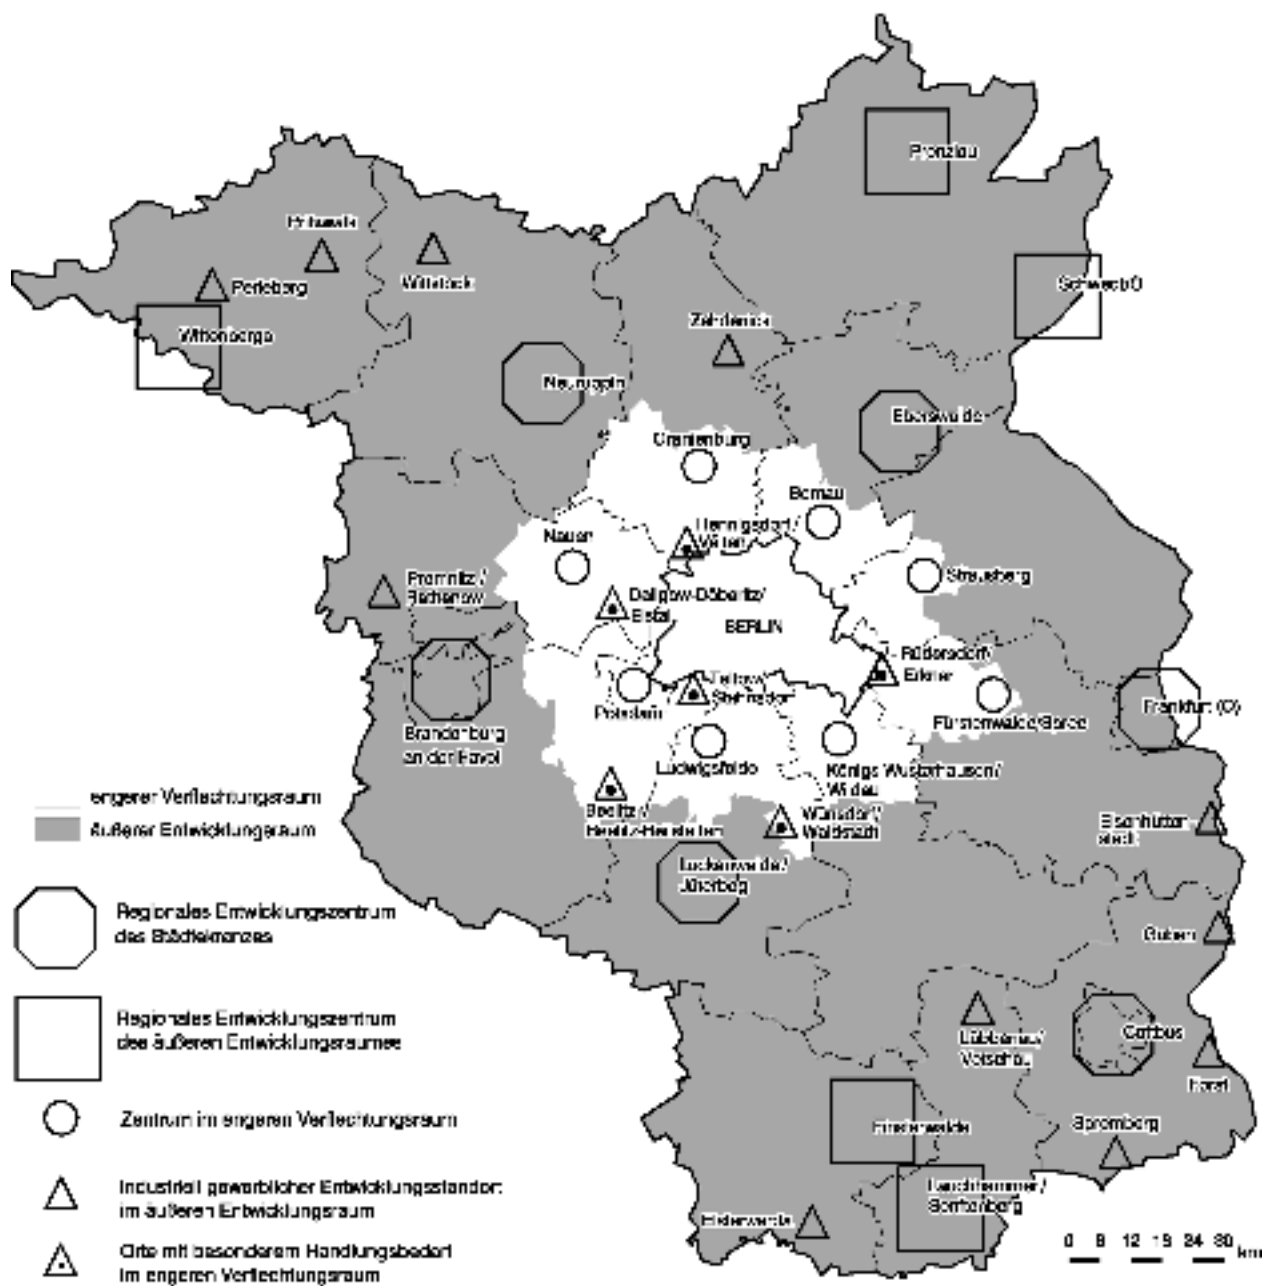 Prenzlau
Pritzwalk
Schwedt/O
Wittstock
Perleberg
Zehdenick
Wittenberge
Neuruppin
Eberswalde
Oranienburg
Bernau
Hennigsdorf/
Velten
Nauen
Strausberg
Premnitz/
Rathenow
Dallgow-Döberitz/
Elstal
BERLIN
Rüdersdorf/
Erkner
Teltow/
Stahnsdorf
Potsdam
Frankfurt (O)
Fürstenwalde/Spree
Brandenburg
an der Havel
Ludwigsfelde
Königs Wusterhausen/
Wildau
engerer Verflechtungsraum
äußerer Entwicklungsraum
Beelitz/
Beelitz-Heilstätten
Wünsdorf/
Waldstadt
Eisenhütten-
stadt
Luckenwalde/
Jüterbog
Regionales Entwicklungszentrum
des Städtekranzes
Guben
Regionales Entwicklungszentrum
des äußeren Entwicklungsraumes
Cottbus
Lübbenau/
Vetschau
Forst
Zentrum im engeren Verflechtungsraum
Finsterwalde
Spremberg
Industriell gewerblicher Entwicklungsstandort
im äußeren Entwicklungsraum
Lauchhammer/
Senftenberg
Elsterwerda
Orte mit besonderem Handlungsbedarf
im engeren Verflechtungsraum
0 6 12 18 24 30
km